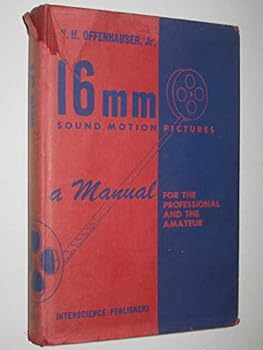 H. OFFENHAUSER, Jr.
16mm
SOUND MOTION PICTURES
a Manual
FOR THE
PROFESSIONAL
AND THE
AMATEUR
INTERSCIENCE PUBLISHERS